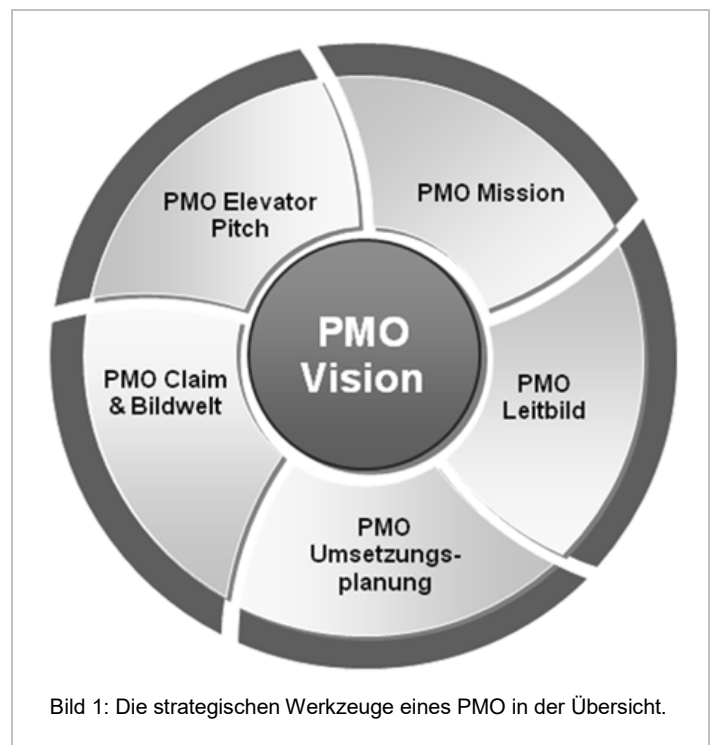 PMO Elevator
Pitch
PMO Mission
PMO
Vision
PMO Claim
& Bildwelt
PMO
Leitbild
PMO
Umsetzungs-
planung
Bild 1: Die strategischen Werkzeuge eines PMO in der Übersicht.